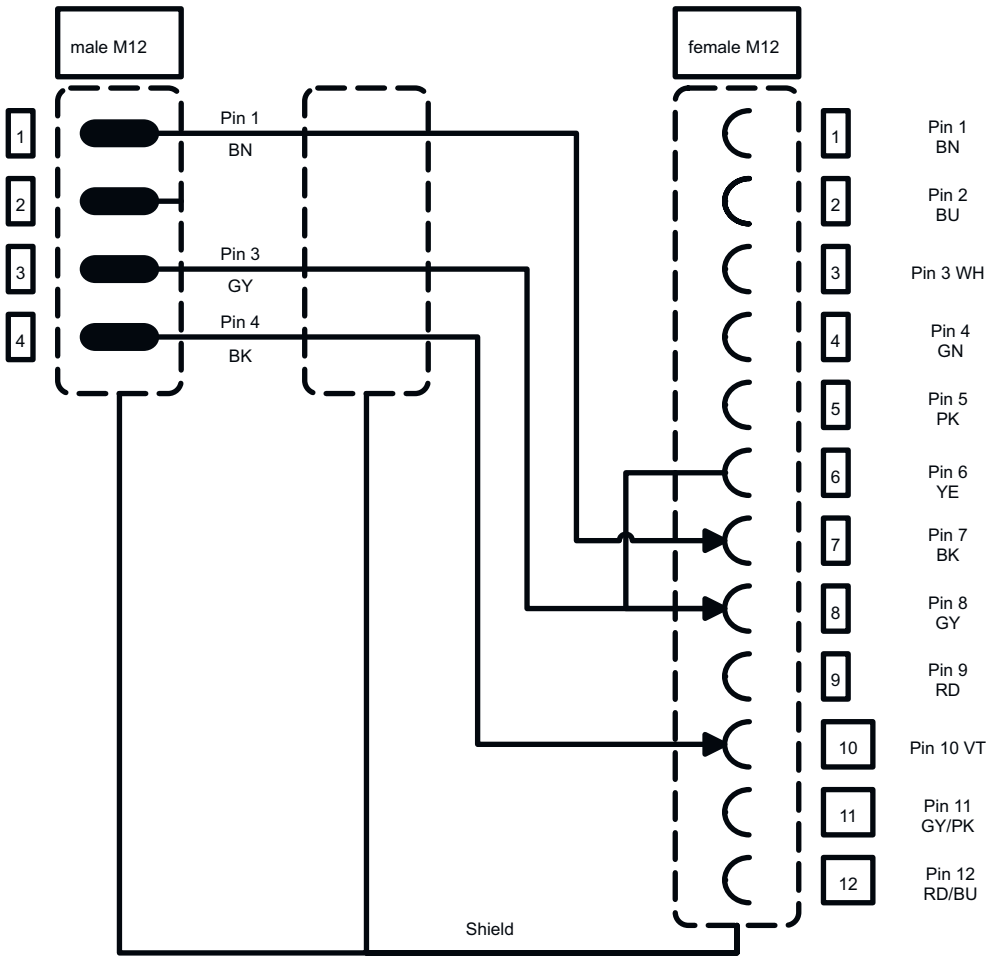 male M12
female M12
1
Pin 1
BN
2
3
Pin 3
GY
4
Pin 4
BK
1
Pin 1
BN
2
Pin 2
BU
3
Pin 3 WH
4
Pin 4
GN
5
Pin 5
PK
6
Pin 6
YE
7
Pin 7
BK
8
Pin 8
GY
9
Pin 9
RD
10
Pin 10 VT
11
Pin 11
GY/PK
12
Pin 12
RD/BU
Shield